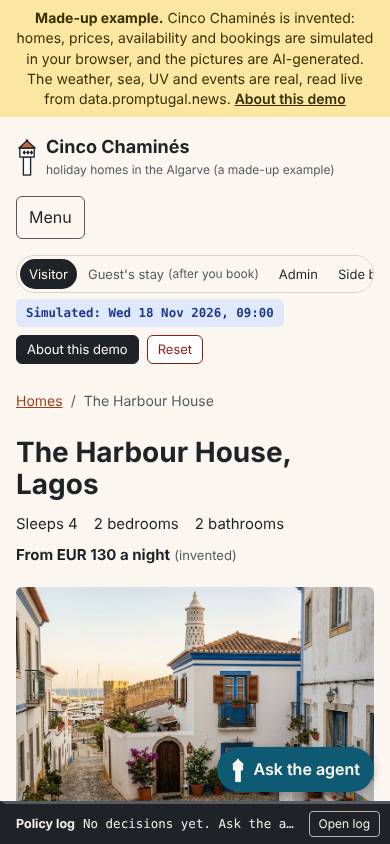 Made-up example. Cinco Chaminés is invented:
homes, prices, availability and bookings are simulated
in your browser, and the pictures are AI-generated.
The weather, sea, UV and events are real, read live
from data.promptugal.news. About this demo
Cinco Chaminés
holiday homes in the Algarve (a made-up example)
Menu
Visitor Guest's stay (after you book) Admin Side b
Simulated: Wed 18 Nov 2026, 09:00
About this demo Reset
Homes / The Harbour House
The Harbour House,
Lagos
Sleeps 4 2 bedrooms 2 bathrooms
From EUR 130 a night (invented)
Ask the agent
Policy log No decisions yet. Ask the a… Open log